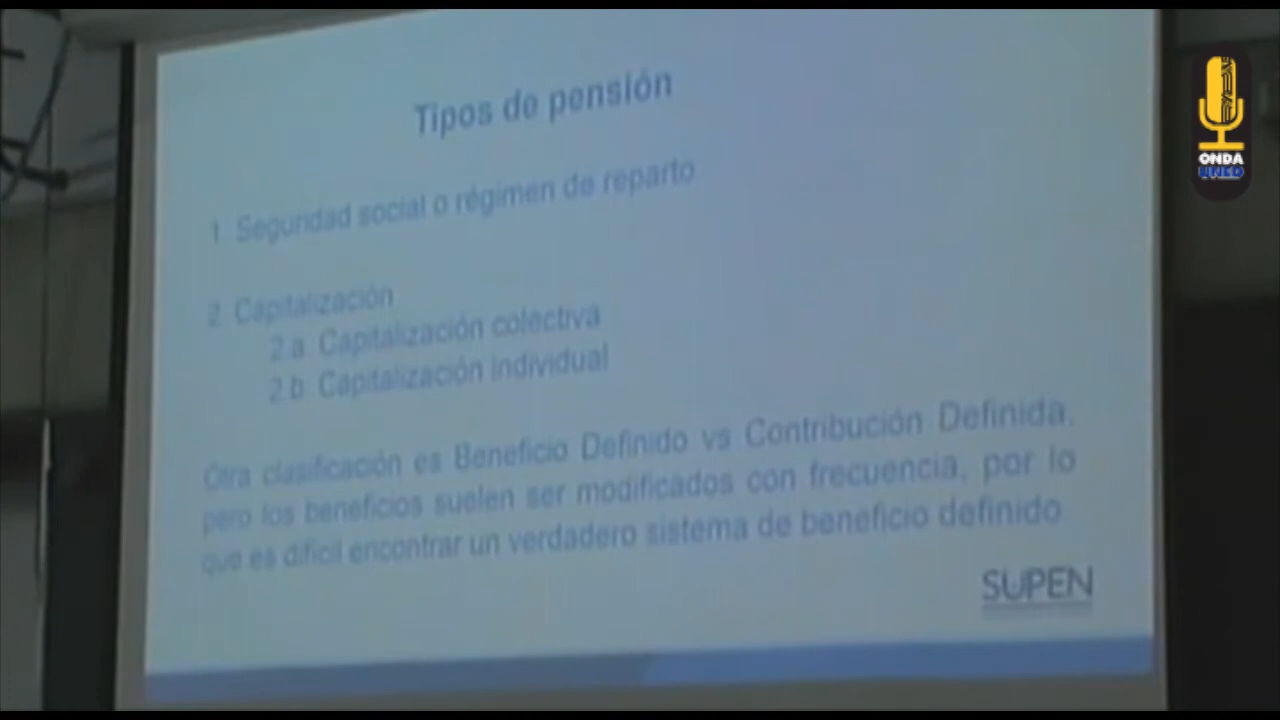 Tipos de pensión
1. Seguridad social o régimen de reparto
2. Capitalización
2.a. Capitalización colectiva
2.b. Capitalización individual
Otra clasificación es Beneficio Definido vs Contribución Definida,
pero los beneficios suelen ser modificados con frecuencia, por lo
que es difícil encontrar un verdadero sistema de beneficio definido
SUPEN
ONDA
UNED